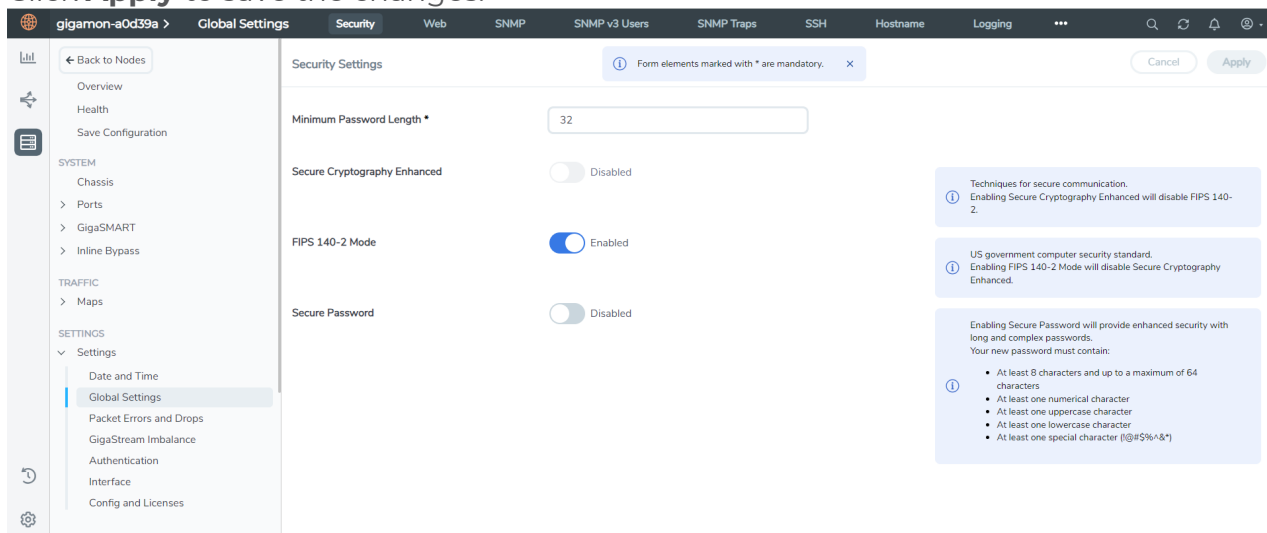 gigamon-a0d39a > Global Settings Security Web SNMP SNMP v3 Users SNMP Traps SSH Hostname Logging •••
← Back to Nodes
Overview
Health
Save Configuration
SYSTEM
Chassis
> Ports
> GigaSMART
> Inline Bypass
TRAFFIC
> Maps
SETTINGS
Settings
Date and Time
Global Settings
Packet Errors and Drops
GigaStream Imbalance
Authentication
Interface
Config and Licenses
Security Settings
Form elements marked with * are mandatory. ×
Cancel Apply
Minimum Password Length *
32
Secure Cryptography Enhanced
Disabled
Techniques for secure communication.
Enabling Secure Cryptography Enhanced will disable FIPS 140-
2.
FIPS 140-2 Mode
Enabled
US government computer security standard.
Enabling FIPS 140-2 Mode will disable Secure Cryptography
Enhanced.
Secure Password
Disabled
Enabling Secure Password will provide enhanced security with
long and complex passwords.
Your new password must contain:
• At least 8 characters and up to a maximum of 64
characters
• At least one numerical character
• At least one uppercase character
• At least one lowercase character
• At least one special character (!@#$%^&*)